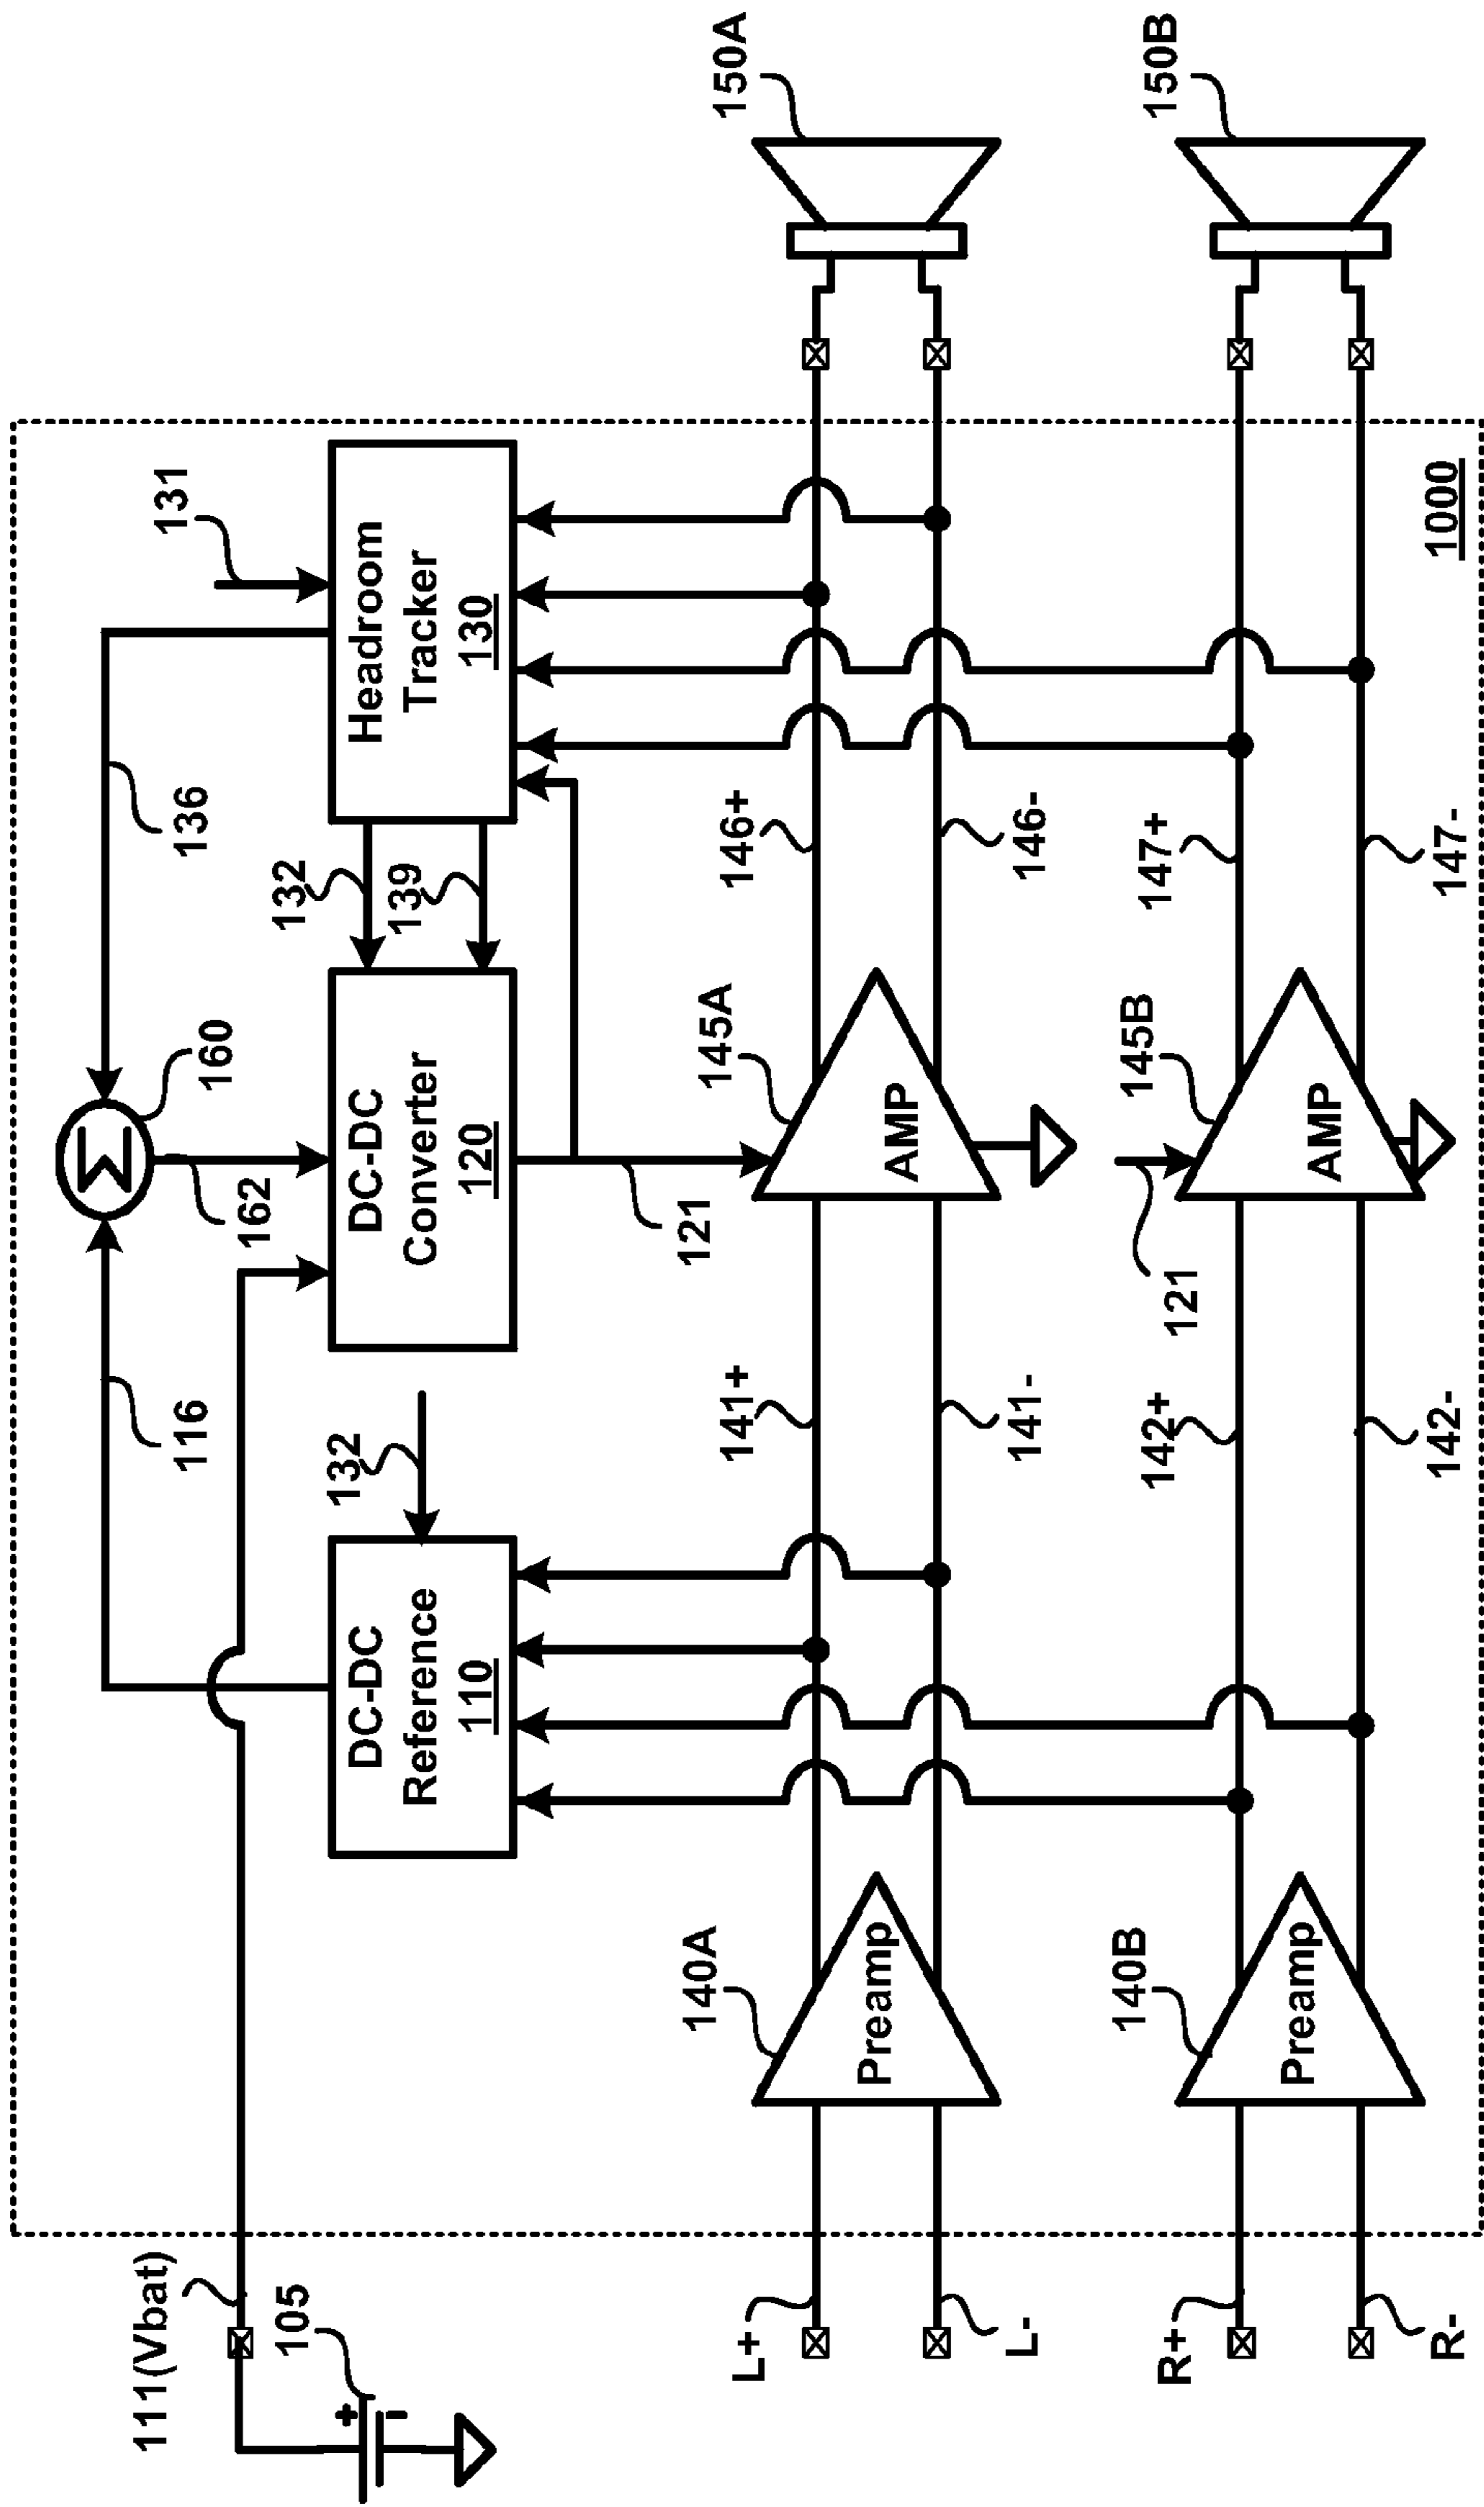 111(Vbat)
105
116
136
160
162
131
DC-DC
Reference
110
132
DC-DC
Converter
120
132
139
Headroom
Tracker
130
121
L+
L-
140A
Preamp
141+
141-
145A
AMP
146+
146-
150A
R+
R-
140B
Preamp
142+
142-
121
145B
AMP
147+
147-
150B
1000
Σ
+
-